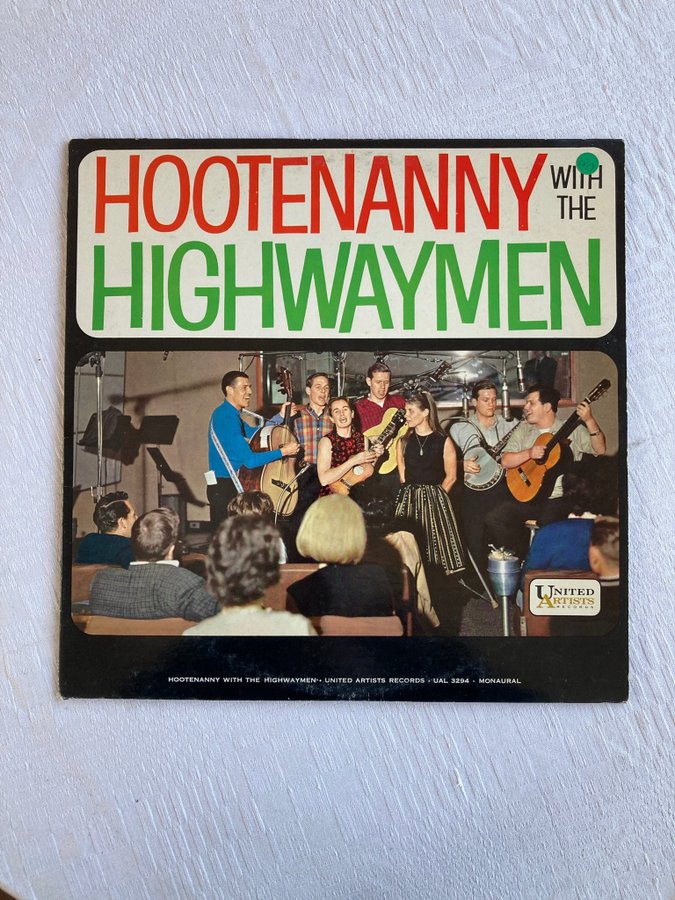 HOOTENANNY
WITH
THE
HIGHWAYMEN
UNITED
ARTISTS
RECORDS
HOOTENANNY WITH THE HIGHWAYMEN • UNITED ARTISTS RECORDS • UAL 3294 • MONAURAL